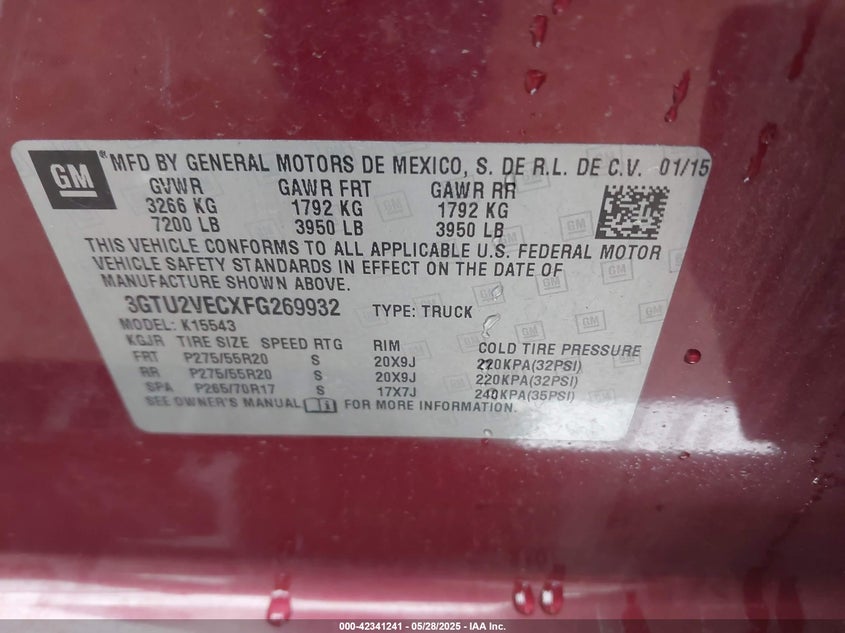 GM ® MFD BY GENERAL MOTORS DE MEXICO, S. DE R.L. DE C.V. 01/15
GVWR GAWR FRT GAWR RR
3266 KG 1792 KG 1792 KG
7200 LB 3950 LB 3950 LB
THIS VEHICLE CONFORMS TO ALL APPLICABLE U.S. FEDERAL MOTOR
VEHICLE SAFETY STANDARDS IN EFFECT ON THE DATE OF
MANUFACTURE SHOWN ABOVE.
3GTU2VECXFG269932 TYPE: TRUCK
MODEL: K15543
KGJR TIRE SIZE SPEED RTG RIM COLD TIRE PRESSURE
FRT P275/55R20 S 20X9J 220KPA(32PSI)
RR P275/55R20 S 20X9J 220KPA(32PSI)
SPA P265/70R17 S 17X7J 240KPA(35PSI)
SEE OWNER'S MANUAL FOR MORE INFORMATION.
000-42341241 | 05/28/2025 - IAA Inc.